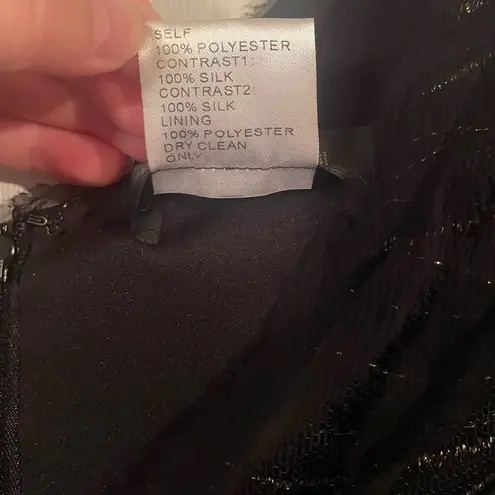 SELF
100% POLYESTER
CONTRAST1:
100% SILK
CONTRAST2:
100% SILK
LINING
100% POLYESTER
DRY CLEAN
ONLY